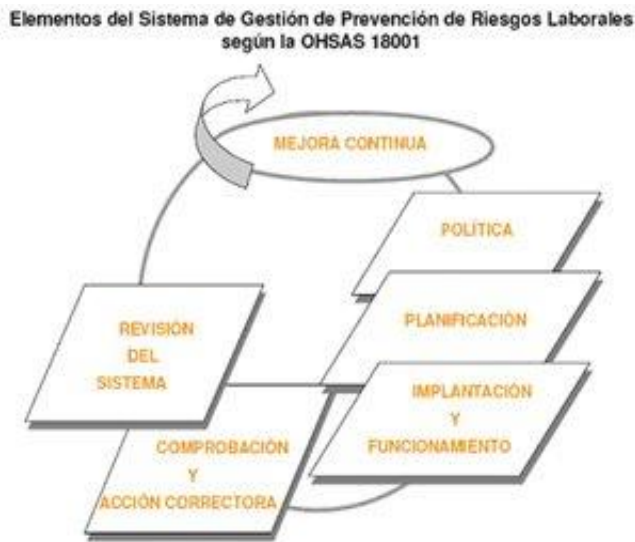 Elementos del Sistema de Gestión de Prevención de Riesgos Laborales
según la OHSAS 18001
MEJORA CONTINUA
POLÍTICA
PLANIFICACIÓN
IMPLANTACIÓN
Y
FUNCIONAMIENTO
COMPROBACIÓN
Y
ACCIÓN CORRECTORA
REVISIÓN
DEL
SISTEMA